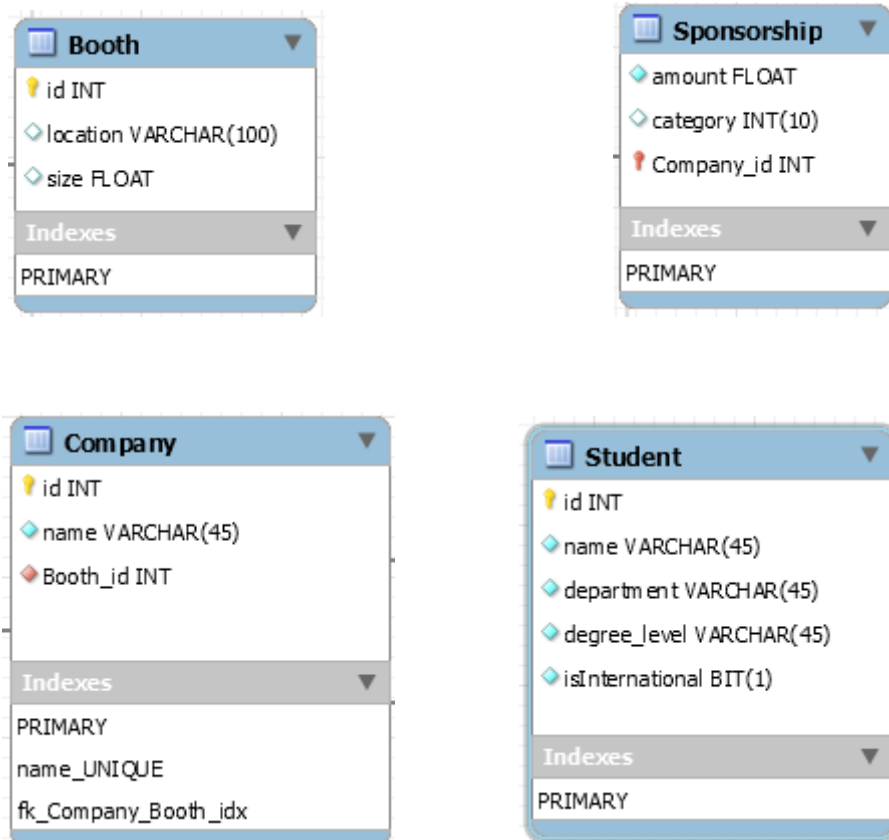 Booth
id INT
location VARCHAR(100)
size FLOAT
Indexes
PRIMARY
Sponsorship
amount FLOAT
category INT(10)
Company_id INT
Indexes
PRIMARY
Company
id INT
name VARCHAR(45)
Booth_id INT
Indexes
PRIMARY
name_UNIQUE
fk_Company_Booth_idx
Student
id INT
name VARCHAR(45)
department VARCHAR(45)
degree_level VARCHAR(45)
isInternational BIT(1)
Indexes
PRIMARY